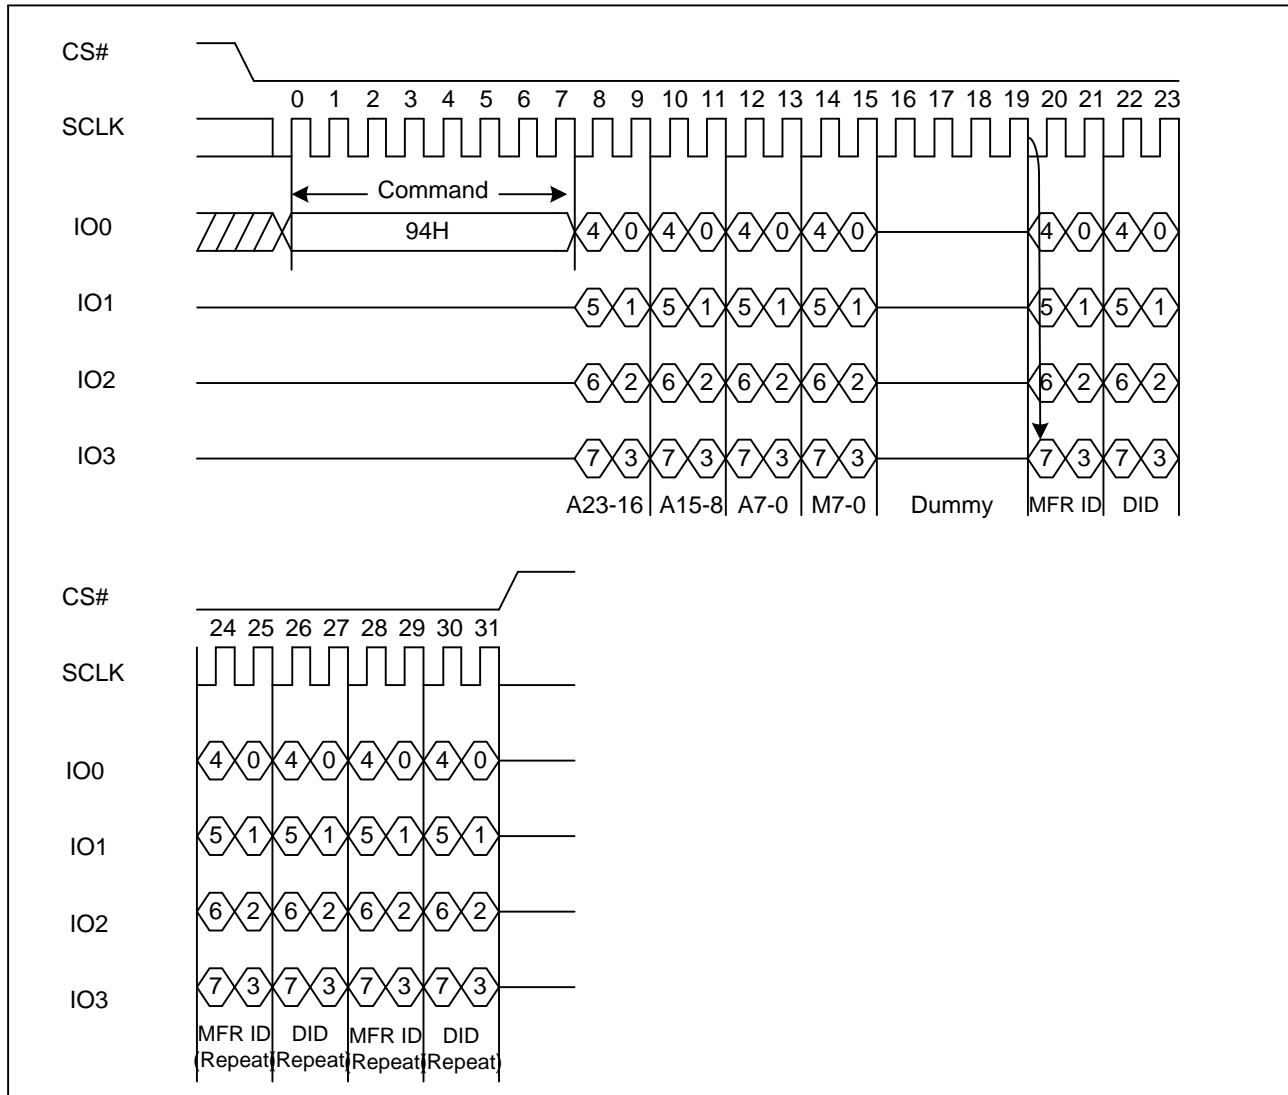 CS#
0 1 2 3 4 5 6 7 8 9 10 11 12 13 14 15 16 17 18 19 20 21 22 23
SCLK
Command
IO0 94H 4 0 4 0 4 0 4 0 4 0 4 0
IO1 5 1 5 1 5 1 5 1 5 1 5 1
IO2 6 2 6 2 6 2 6 2 6 2 6 2
IO3 7 3 7 3 7 3 7 3 7 3 7 3
A23-16 A15-8 A7-0 M7-0 Dummy MFR ID DID
CS#
24 25 26 27 28 29 30 31
SCLK
IO0 4 0 4 0 4 0 4 0
IO1 5 1 5 1 5 1 5 1
IO2 6 2 6 2 6 2 6 2
IO3 7 3 7 3 7 3 7 3
MFR ID DID MFR ID DID
(Repeat) (Repeat) (Repeat) (Repeat)